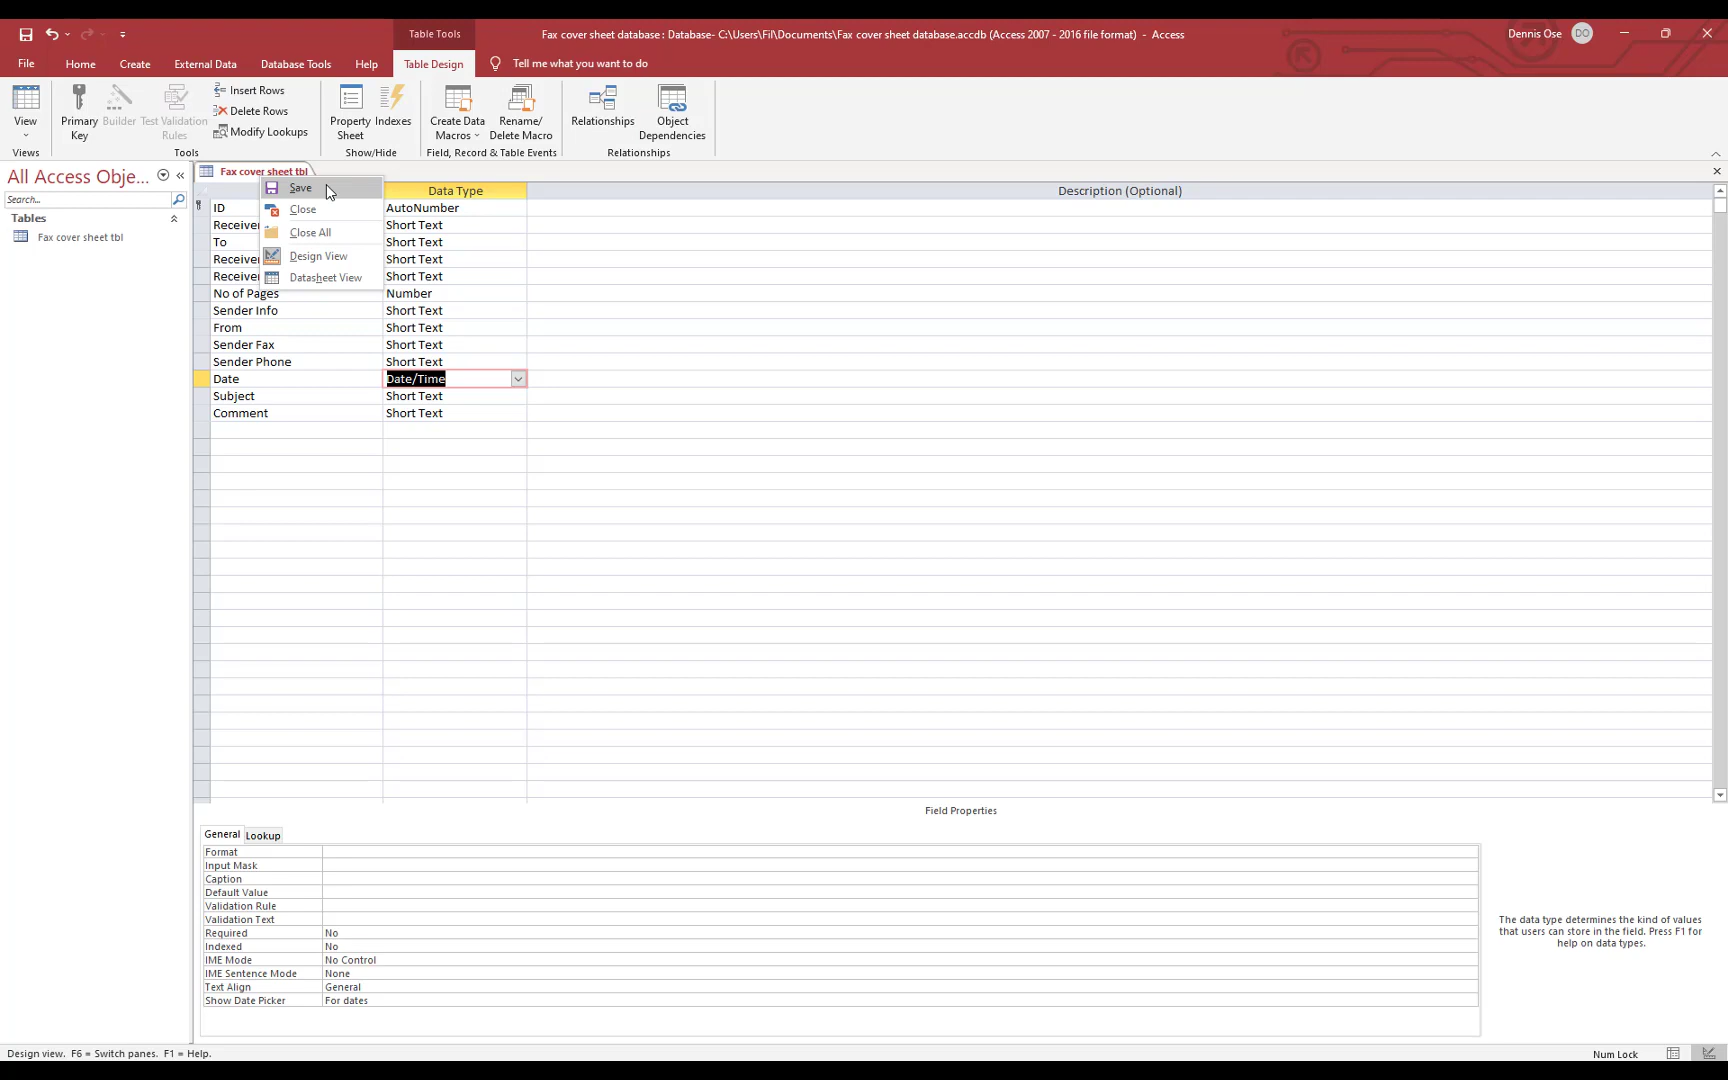 Table Tools
Fax cover sheet database : Database- C:\Users\Fil\Documents\Fax cover sheet database.accdb (Access 2007 - 2016 file format) - Access
Dennis Ose
DO
File
Home
Create
External Data
Database Tools
Help
Table Design
Tell me what you want to do
View
Primary Key
Builder
Test Validation Rules
Insert Rows
Delete Rows
Modify Lookups
Property Sheet
Indexes
Create Data Macros
Rename/ Delete Macro
Relationships
Object Dependencies
Views
Tools
Show/Hide
Field, Record & Table Events
Relationships
All Access Obje...
Search...
Tables
Fax cover sheet tbl
Fax cover sheet tbl
Save
Close
Close All
Design View
Datasheet View
Data Type
Description (Optional)
ID AutoNumber
Receiver Short Text
To Short Text
Receiver Short Text
Receiver Short Text
No of Pages Number
Sender Info Short Text
From Short Text
Sender Fax Short Text
Sender Phone Short Text
Date Date/Time
Subject Short Text
Comment Short Text
Field Properties
General Lookup
Format
Input Mask
Caption
Default Value
Validation Rule
Validation Text
Required No
Indexed No
IME Mode No Control
IME Sentence Mode None
Text Align General
Show Date Picker For dates
The data type determines the kind of values
that users can store in the field. Press F1 for
help on data types.
Design view. F6 = Switch panes. F1 = Help.
Num Lock